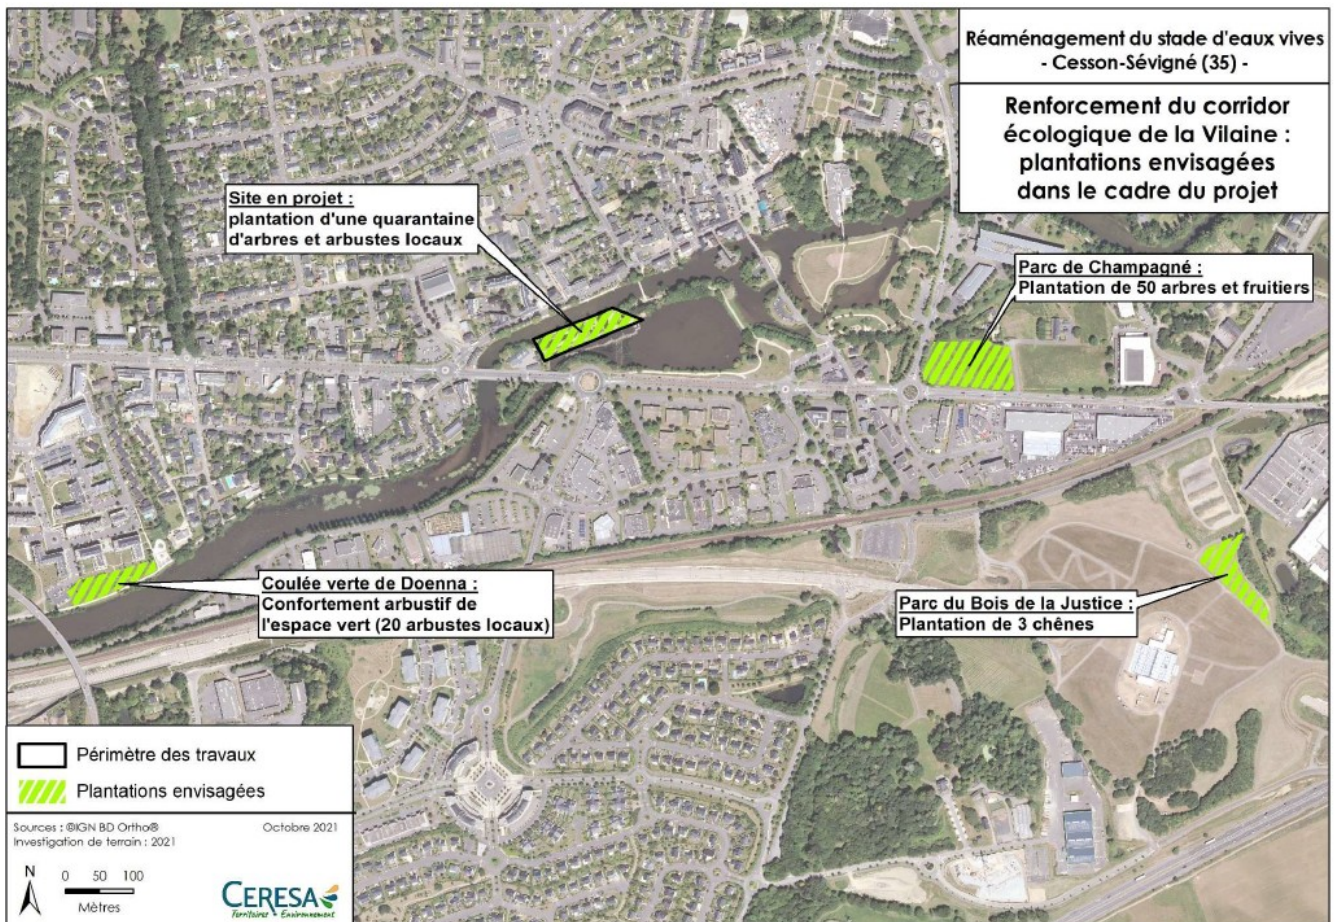 Réaménagement du stade d'eaux vives
- Cesson-Sévigné (35) -
Renforcement du corridor
écologique de la Vilaine :
plantations envisagées
dans le cadre du projet
Site en projet :
plantation d'une quarantaine
d'arbres et arbustes locaux
Parc de Champagné :
Plantation de 50 arbres et fruitiers
Coulée verte de Doenna :
Confortement arbustif de
l'espace vert (20 arbustes locaux)
Parc du Bois de la Justice :
Plantation de 3 chênes
Périmètre des travaux
Plantations envisagées
Sources : ©IGN BD Ortho®
Octobre 2021
Investigation de terrain : 2021
N
0 50 100
Mètres
CERESA
Territoires - Environnement